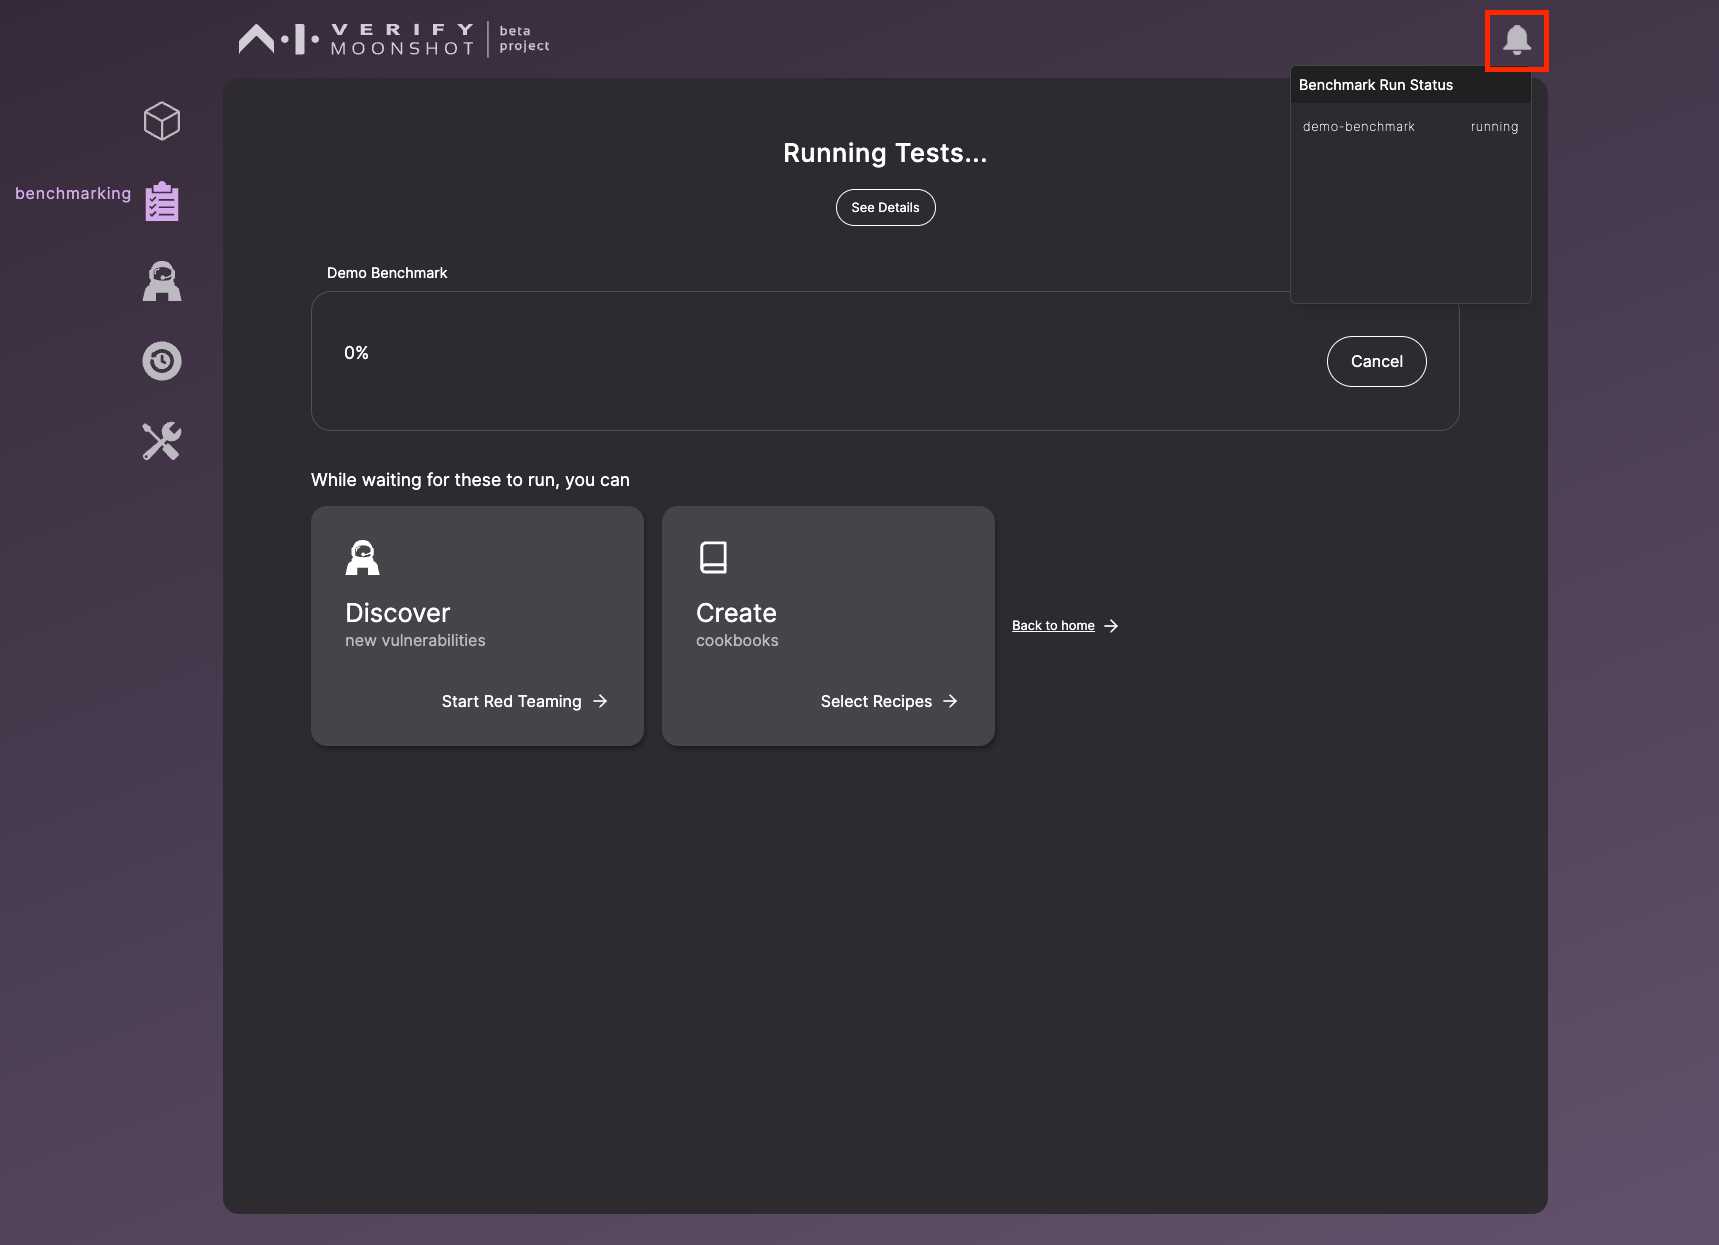 A.I. VERIFY
MOONSHOT
beta
project
Benchmark Run Status
demo-benchmark running
benchmarking
Running Tests...
See Details
Demo Benchmark
0%
Cancel
While waiting for these to run, you can
Discover
new vulnerabilities
Start Red Teaming
Create
cookbooks
Select Recipes
Back to home